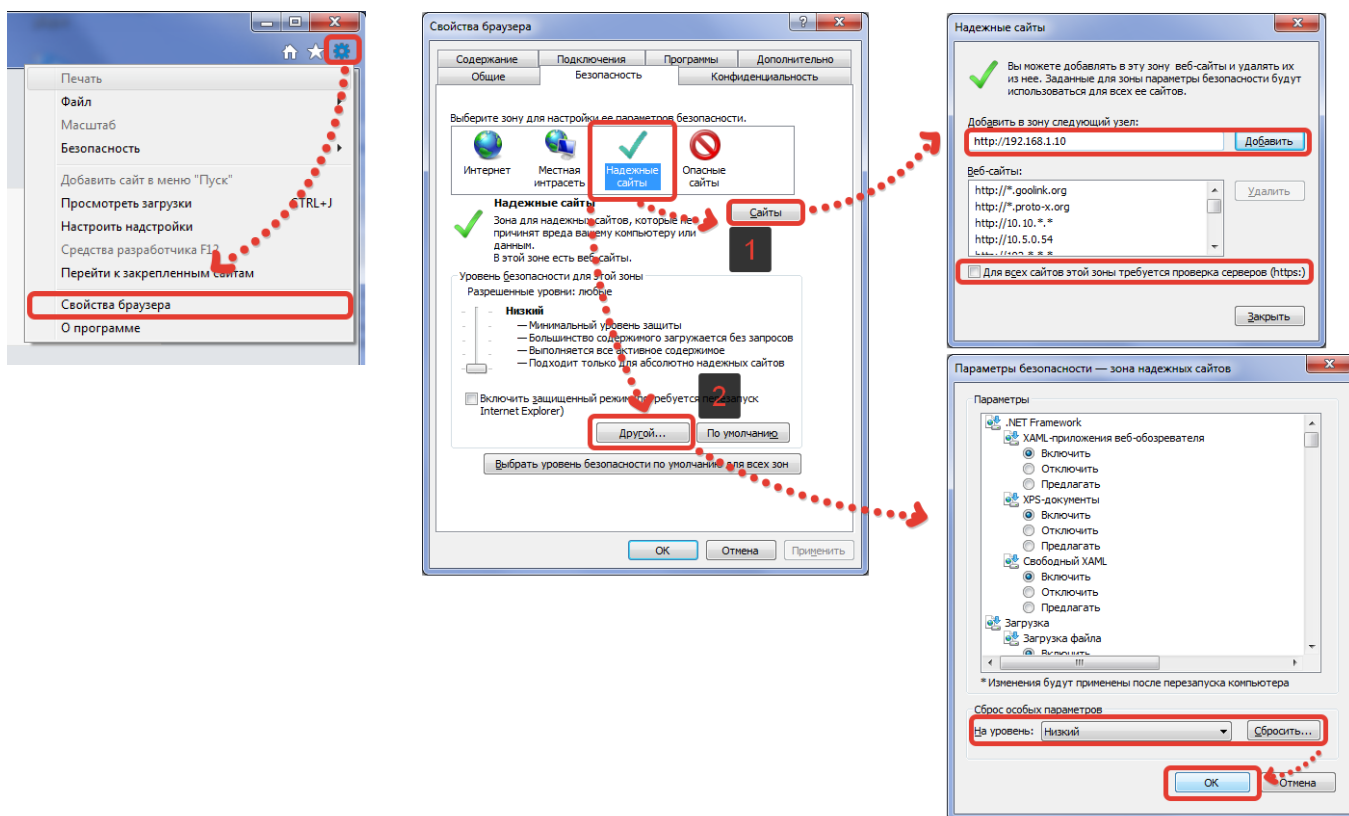 Печать
Файл
Масштаб
Безопасность
Добавить сайт в меню "Пуск"
Просмотреть загрузки CTRL+J
Настроить надстройки
Средства разработчика F12
Перейти к закрепленным сайтам
Свойства браузера
О программе
Свойства браузера
Содержание Подключения Программы Дополнительно
Общие Безопасность Конфиденциальность
Выберите зону для настройки ее параметров безопасности.
Интернет Местная интрасеть Надежные сайты Опасные сайты
Надежные сайты
Сайты
1
Зона для надежных сайтов, которые не
причинят вреда вашему компьютеру или
данным.
В этой зоне есть веб-сайты.
Уровень безопасности для этой зоны
Разрешенные уровни: любые
Низкий
— Минимальный уровень защиты
— Большинство содержимого загружается без запросов
— Выполняется все активное содержимое
— Подходит только для абсолютно надежных сайтов
2
Включить защищенный режим (потребуется перезапуск
Internet Explorer)
Другой... По умолчанию
Выбрать уровень безопасности по умолчанию для всех зон
ОК Отмена Применить
Надежные сайты
Вы можете добавлять в эту зону веб-сайты и удалять их
из нее. Заданные для зоны параметры безопасности будут
использоваться для всех ее сайтов.
Добавить в зону следующий узел:
http://192.168.1.10 Добавить
Веб-сайты:
http://*.goolink.org Удалить
http://*.proto-x.org
http://10.10.*.*
http://10.5.0.54
Для всех сайтов этой зоны требуется проверка серверов (https:)
Закрыть
Параметры безопасности — зона надежных сайтов
Параметры
.NET Framework
XAML-приложения веб-обозревателя
Включить
Отключить
Предлагать
XPS-документы
Включить
Отключить
Предлагать
Свободный XAML
Включить
Отключить
Предлагать
Загрузка
Загрузка файла
Включить
*Изменения будут применены после перезапуска компьютера
Сброс особых параметров
На уровень: Низкий Сбросить...
ОК Отмена